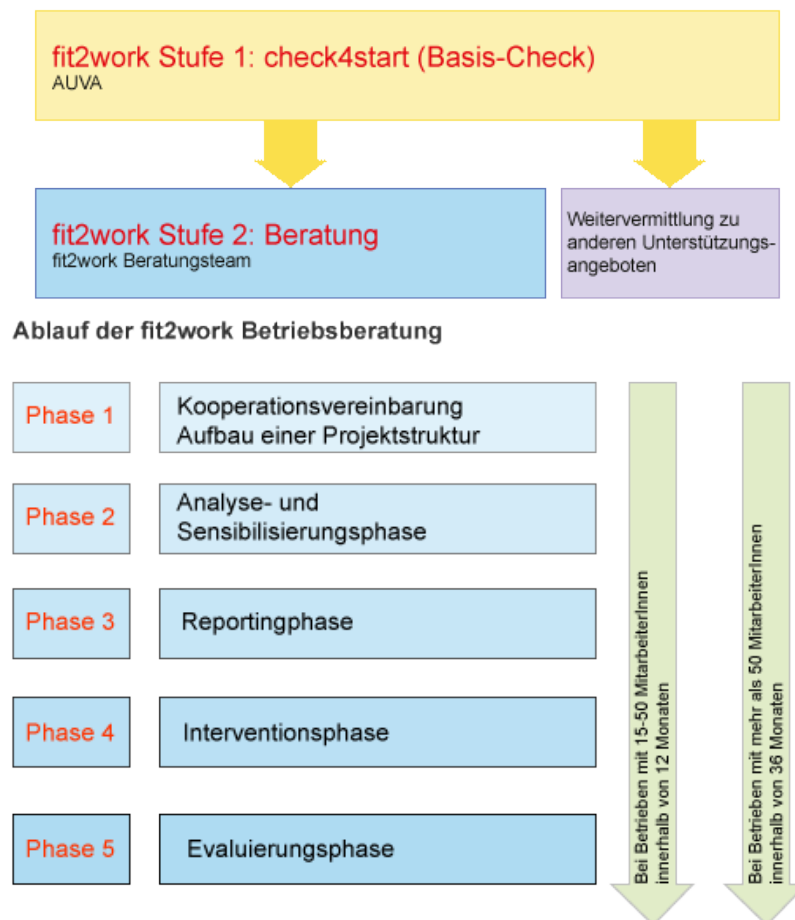 fit2work Stufe 1: check4start (Basis-Check)
AUVA
fit2work Stufe 2: Beratung
fit2work Beratungsteam
Weitervermittlung zu
anderen Unterstützungs-
angeboten
Ablauf der fit2work Betriebsberatung
Phase 1
Kooperationsvereinbarung
Aufbau einer Projektstruktur
Phase 2
Analyse- und
Sensibilisierungsphase
Phase 3
Reportingphase
Phase 4
Interventionsphase
Phase 5
Evaluierungsphase
Bei Betrieben mit 15-50 MitarbeiterInnen
innerhalb von 12 Monaten
Bei Betrieben mit mehr als 50 MitarbeiterInnen
innerhalb von 36 Monaten